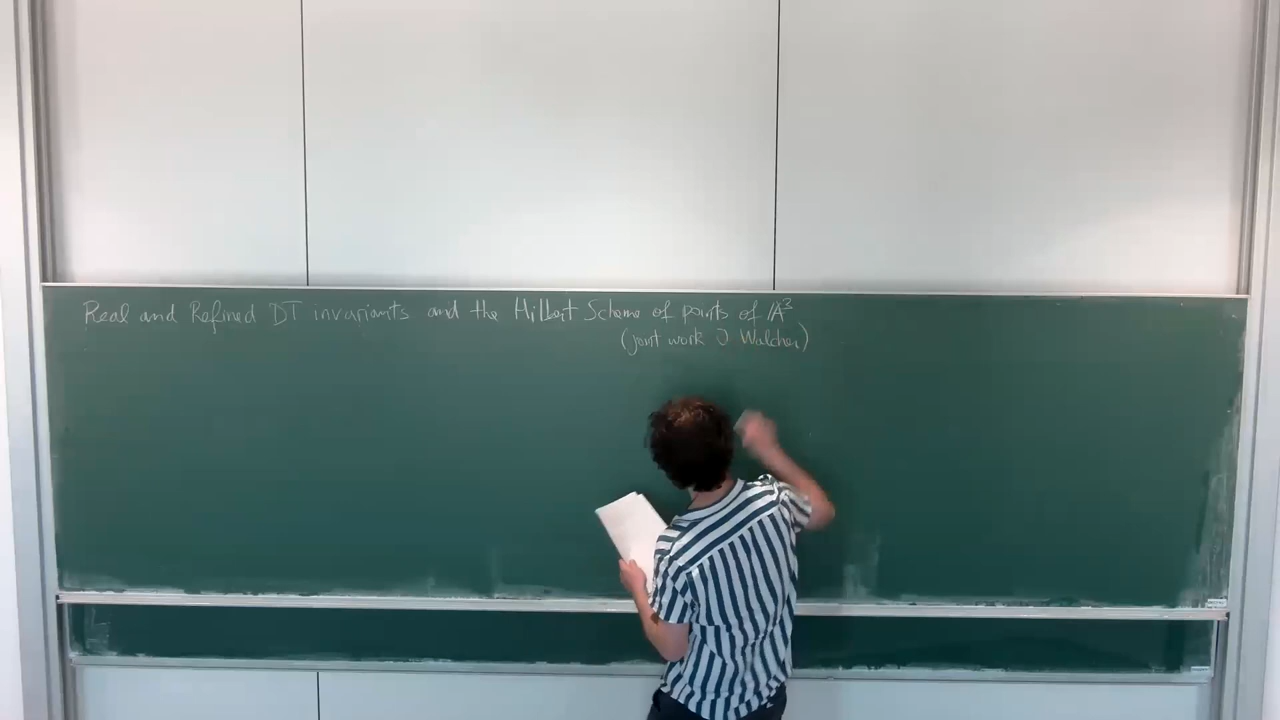 Real and Refined DT invariants and the Hilbert Scheme of points of A³
(joint work J Walcher)